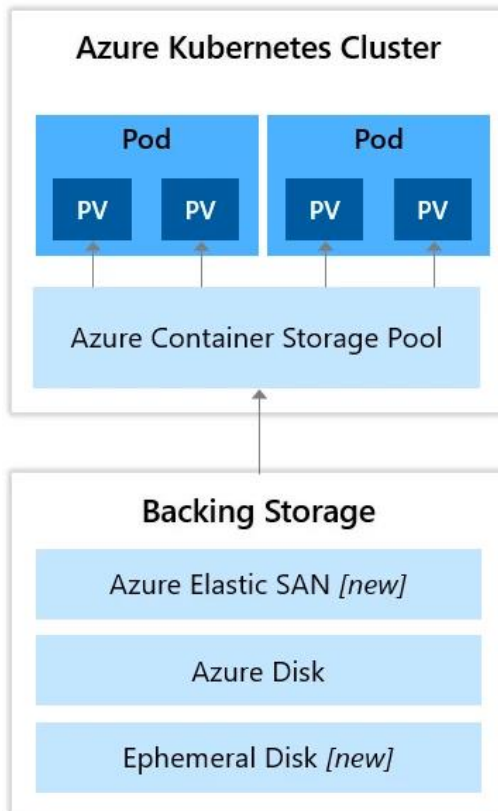 Azure Kubernetes Cluster
Pod
Pod
PV
PV
PV
PV
Azure Container Storage Pool
Backing Storage
Azure Elastic SAN [new]
Azure Disk
Ephemeral Disk [new]